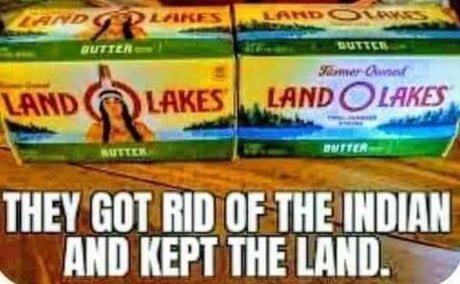 LAND O LAKES
LAND O LAKES
BUTTER
BUTTER
Farmer-Owned
LAND O LAKES
LAND O LAKES
BUTTER
BUTTER
THEY GOT RID OF THE INDIAN
AND KEPT THE LAND.